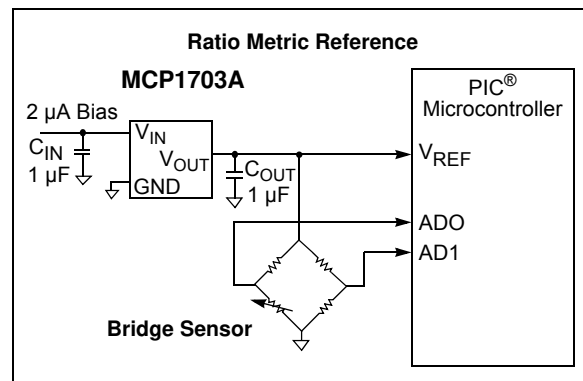 Ratio Metric Reference
MCP1703A
PIC®
Microcontroller
2 µA Bias
VIN
CIN
1 µF
VOUT
GND
COUT
1 µF
VREF
ADO
AD1
Bridge Sensor